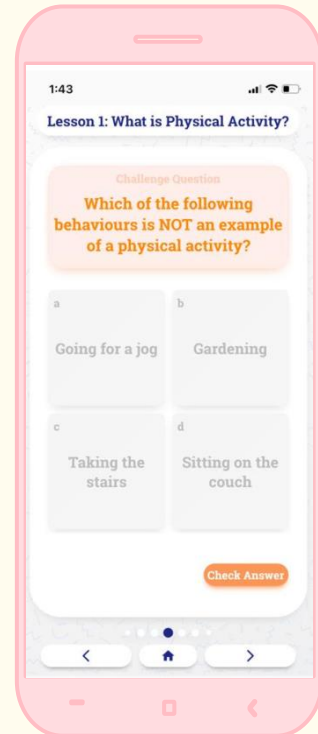 1:43
Lesson 1: What is Physical Activity?
Challenge Question
Which of the following
behaviours is NOT an example
of a physical activity?
a
Going for a jog
b
Gardening
c
Taking the
stairs
d
Sitting on the
couch
Check Answer